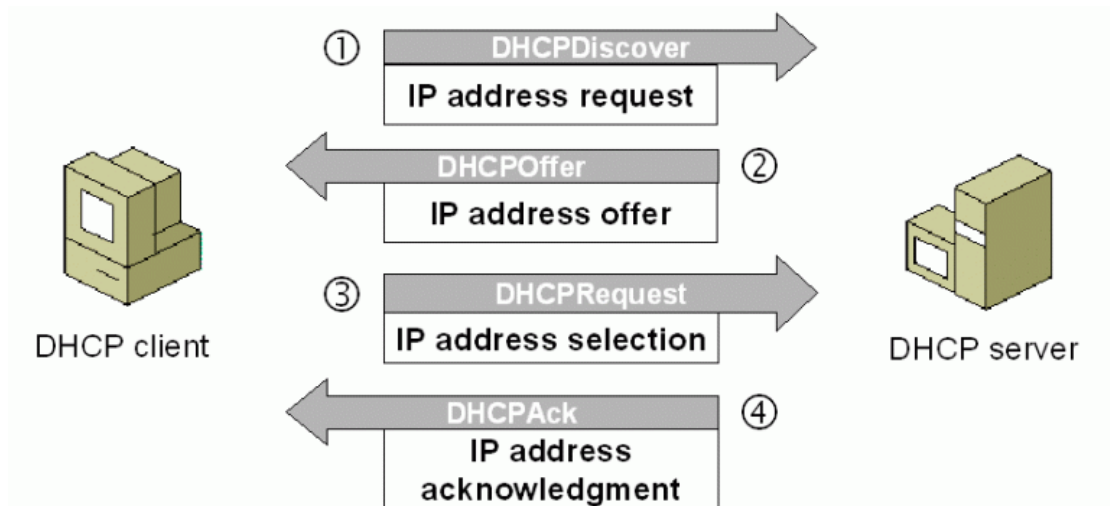 ① DHCPDiscover
IP address request
DHCPOffer ②
IP address offer
③ DHCPRequest
IP address selection
DHCP client
DHCP server
DHCPAck ④
IP address
acknowledgment